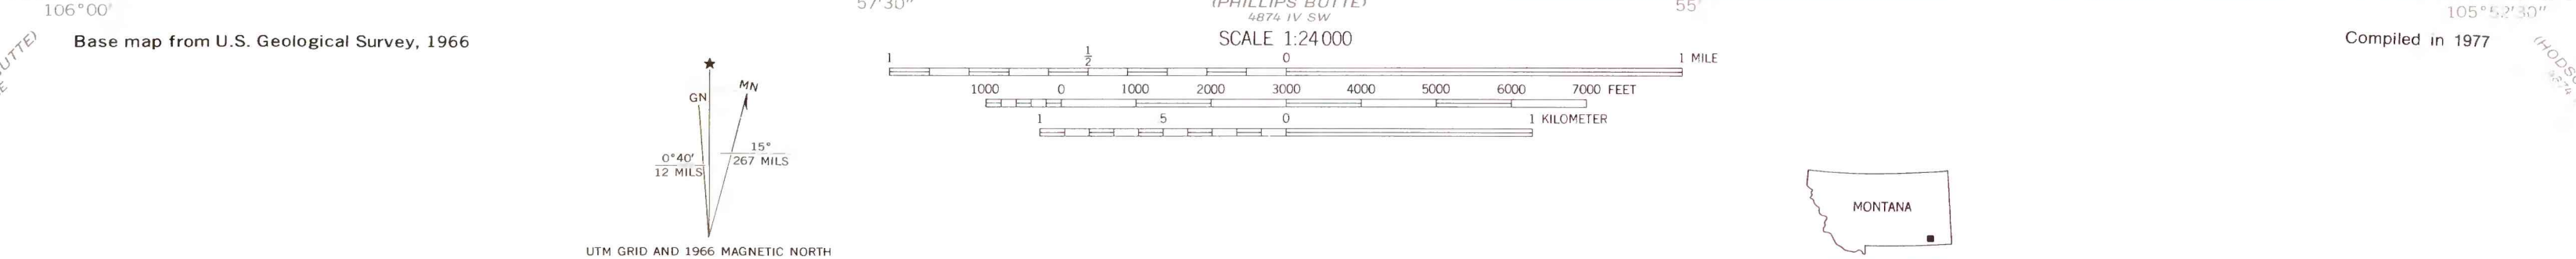 106°00' 57'30" (PHILLIPS BUTTE) 55' 105°52'30"
4874 IV SW
Base map from U.S. Geological Survey, 1966
SCALE 1:24 000
Compiled in 1977
1 1/2 0 1 MILE
1000 0 1000 2000 3000 4000 5000 6000 7000 FEET
1 .5 0 1 KILOMETER
GN MN
0°40' 15°
12 MILS 267 MILS
UTM GRID AND 1966 MAGNETIC NORTH
MONTANA